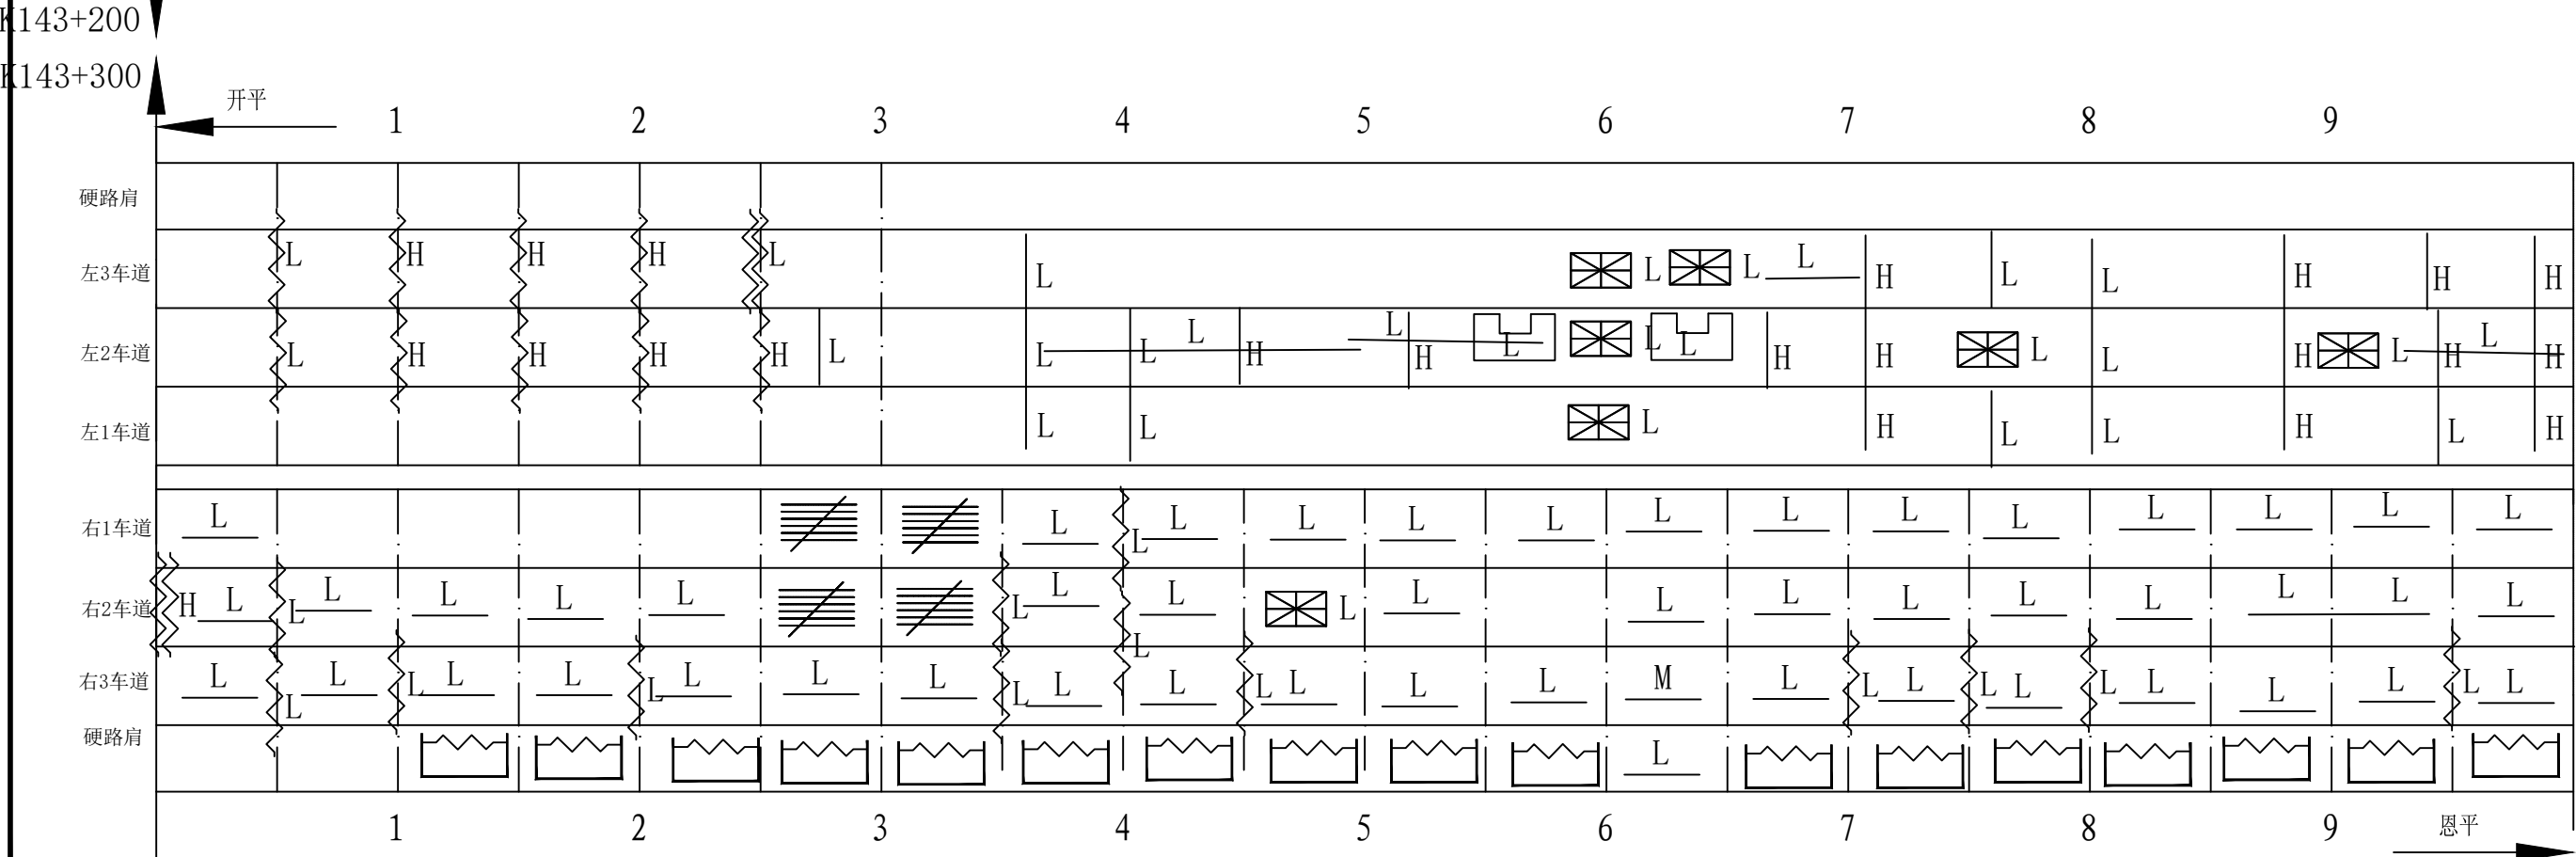 K143+200
K143+300
开平
1 2 3 4 5 6 7 8 9
硬路肩
左3车道 L H H H L L L L L H L L H H H
左2车道 L H H H H L L L L H L H L L L H H L L H L H L H
左1车道 L L L H L L H L H
右1车道 L L L L L L L L L L L L L L L
右2车道 H L L L L L L L L L L L L L L L L L L L
右3车道 L L L L L L L L L L L L L L L L L M L L L L L L L L L L L
硬路肩 L
1 2 3 4 5 6 7 8 9
恩平